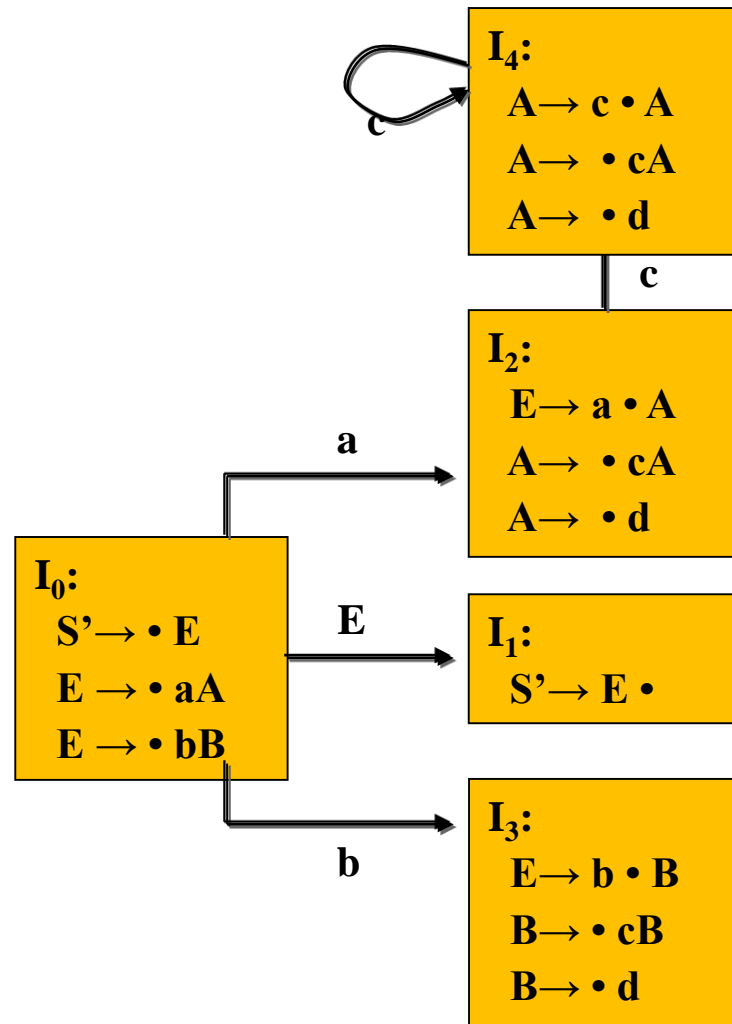 I₄:
A→ c • A
A→ • cA
A→ • d
c
c
I₂:
E→ a • A
A→ • cA
A→ • d
a
I₀:
S’→ • E
E → • aA
E → • bB
E
I₁:
S’→ E •
b
I₃:
E→ b • B
B→ • cB
B→ • d